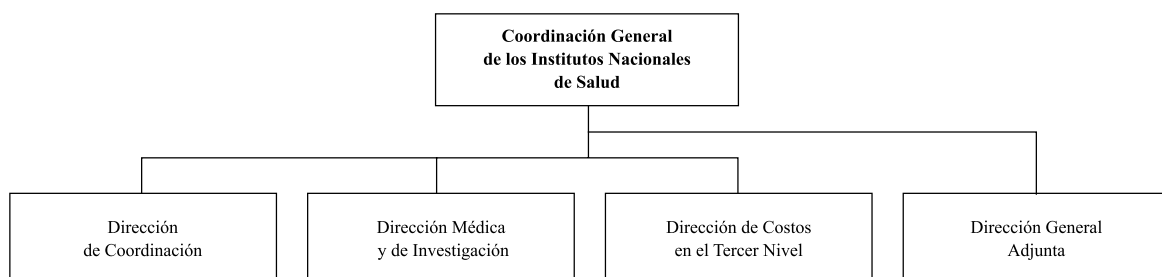 Coordinación General
de los Institutos Nacionales
de Salud
Dirección
de Coordinación
Dirección Médica
y de Investigación
Dirección de Costos
en el Tercer Nivel
Dirección General
Adjunta